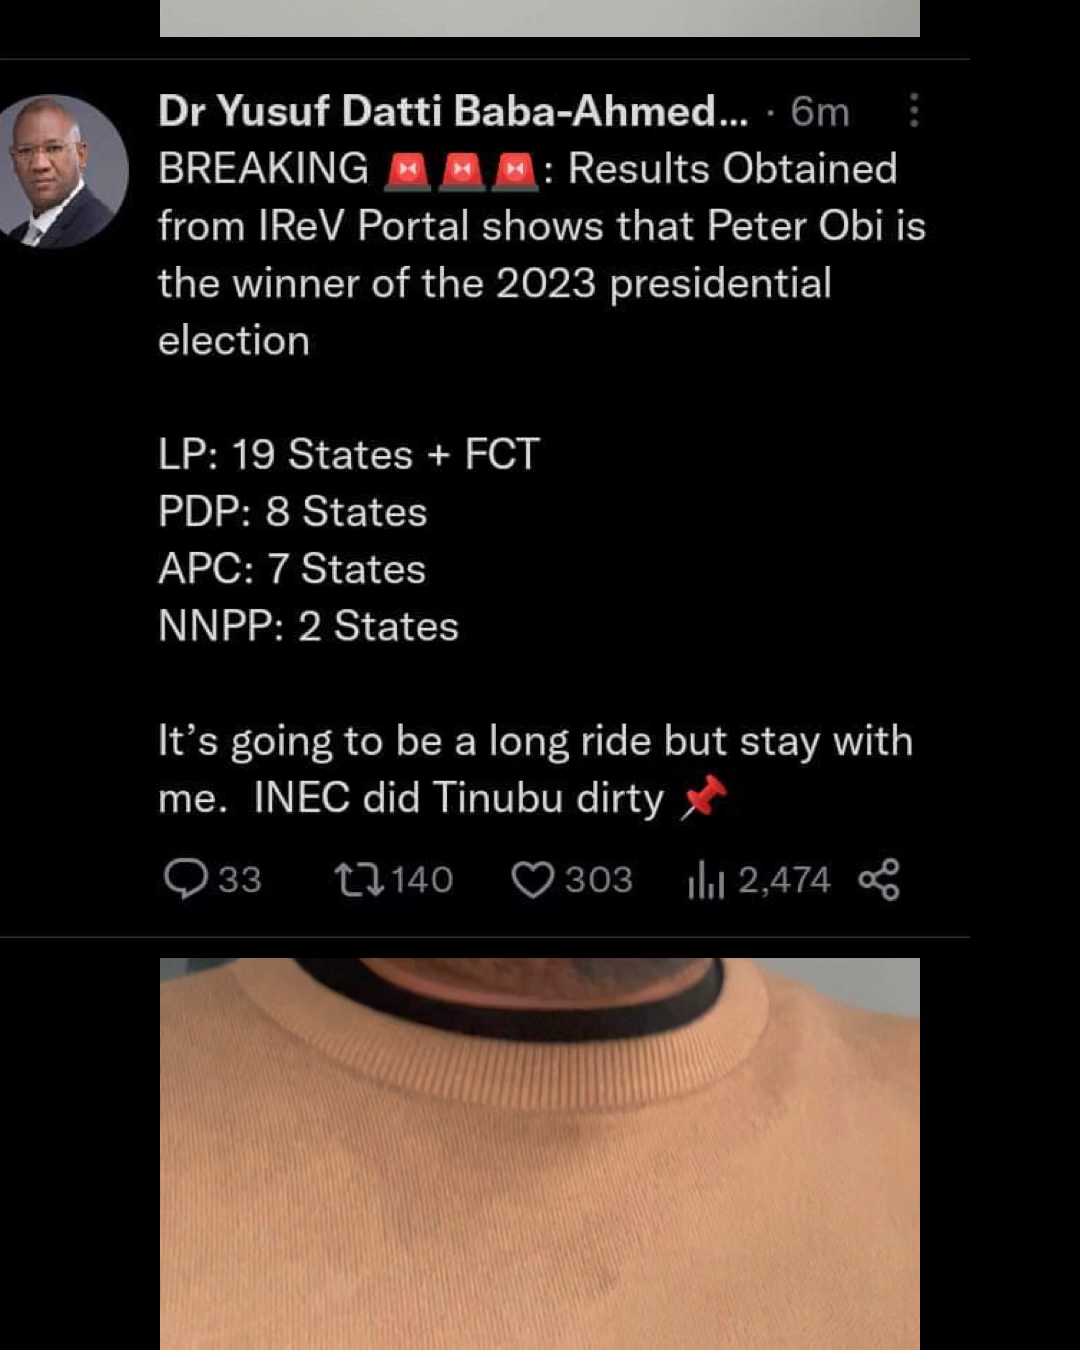 Dr Yusuf Datti Baba-Ahmed... · 6m
BREAKING 🚨🚨🚨: Results Obtained
from IReV Portal shows that Peter Obi is
the winner of the 2023 presidential
election
LP: 19 States + FCT
PDP: 8 States
APC: 7 States
NNPP: 2 States
It’s going to be a long ride but stay with
me. INEC did Tinubu dirty 📌
33 140 303 2,474